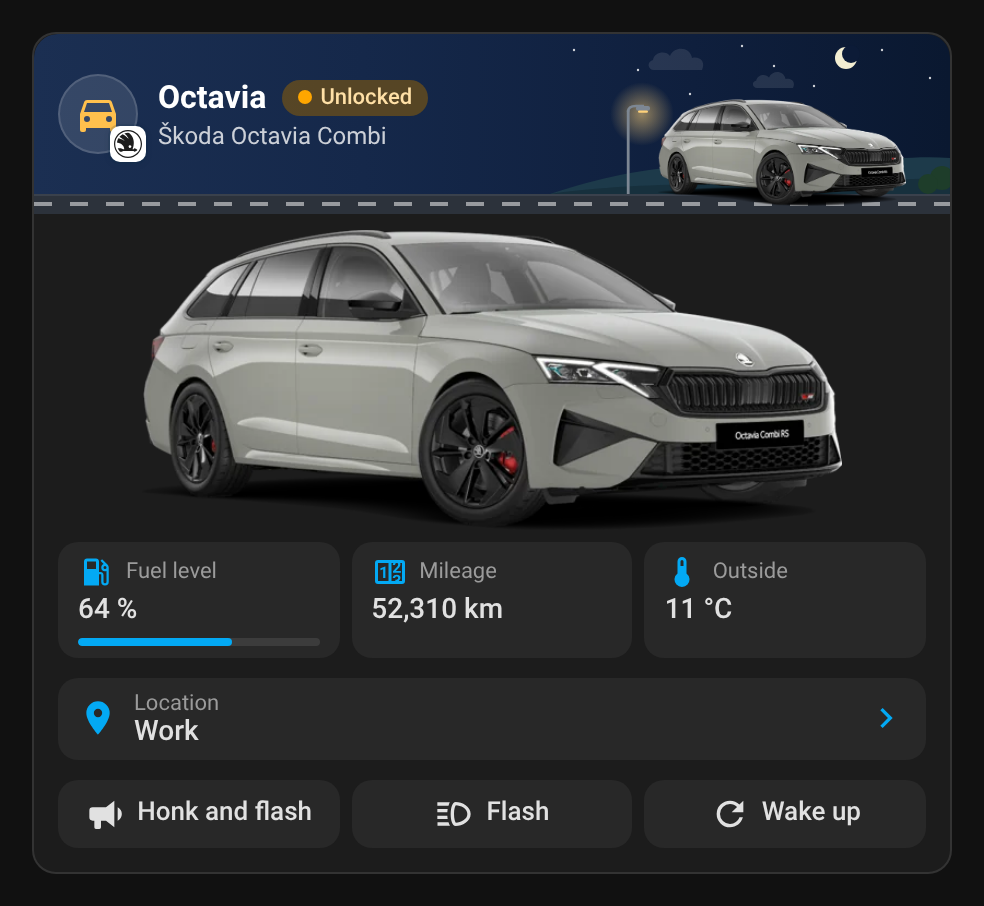 Octavia
Unlocked
Škoda Octavia Combi
Octavia Combi RS
Fuel level
64 %
Mileage
52,310 km
Outside
11 °C
Location
Work
Honk and flash
Flash
Wake up